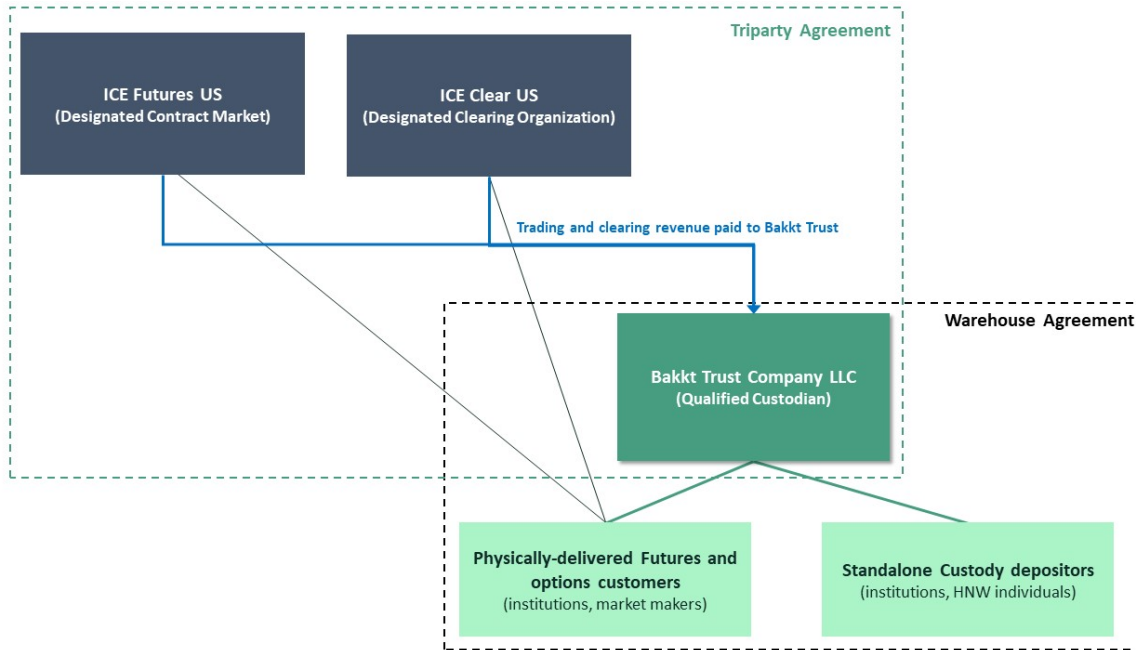 Triparty Agreement
ICE Futures US
(Designated Contract Market)
ICE Clear US
(Designated Clearing Organization)
Trading and clearing revenue paid to Bakkt Trust
Warehouse Agreement
Bakkt Trust Company LLC
(Qualified Custodian)
Physically-delivered Futures and
options customers
(institutions, market makers)
Standalone Custody depositors
(institutions, HNW individuals)